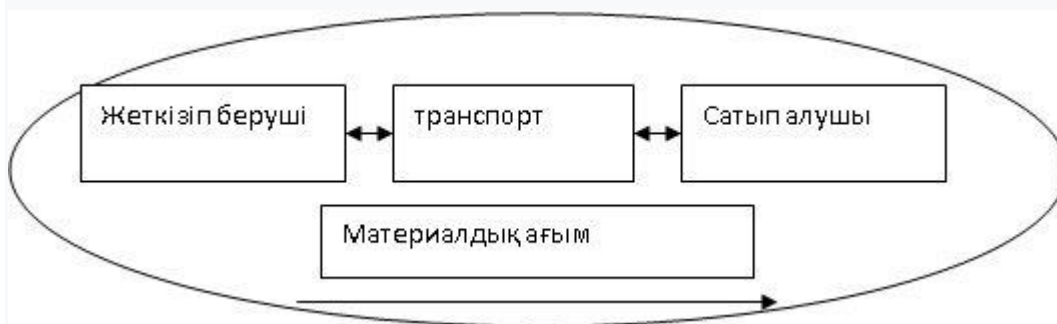 Жеткізіп беруші
транспорт
Сатып алушы
Материалдық ағым